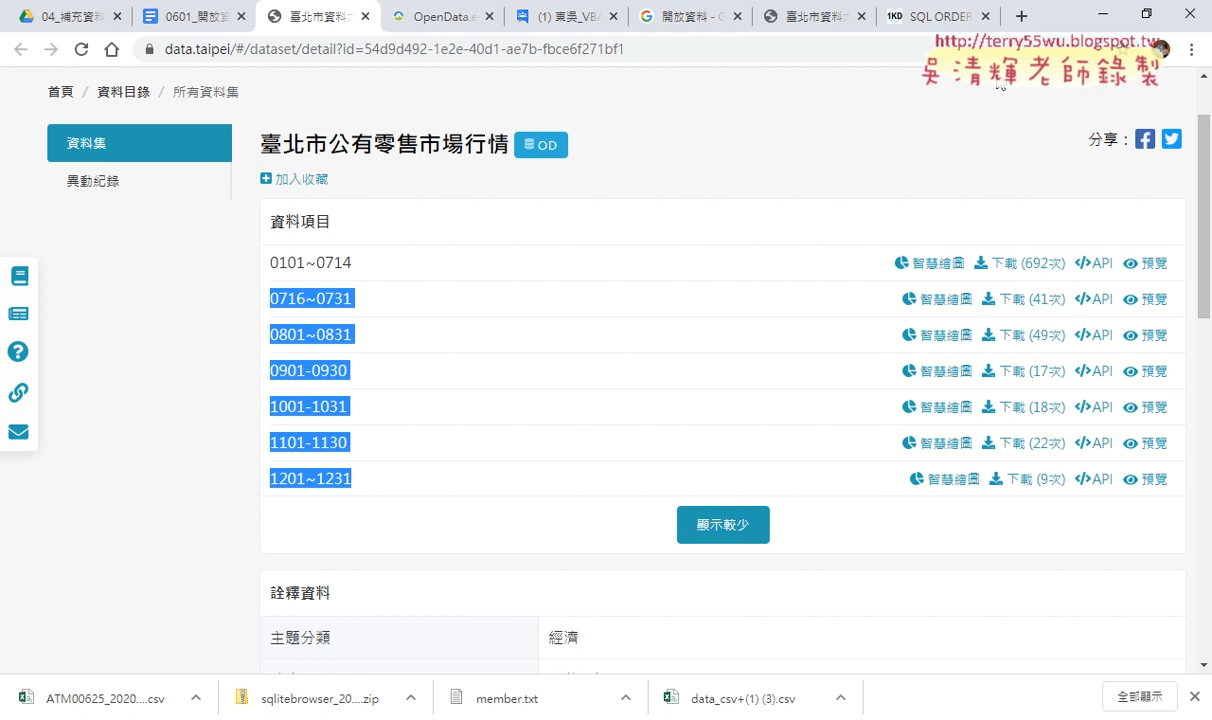 04_補充資料
0601_開放資
臺北市資料大
OpenData.e
(1) 東吳_VBA
開放資料 - G
臺北市資料大
1KD SQL ORDER
data.taipei/#/dataset/detail?id=54d9d492-1e2e-40d1-ae7b-fbce6f271bf1
http://terry55wu.blogspot.tw
吳清輝老師錄製
首頁 / 資料目錄 / 所有資料集
資料集
異動紀錄
臺北市公有零售市場行情 OD
分享：
加入收藏
資料項目
0101~0714 智慧繪圖 下載 (692次) </>API 預覽
0716~0731 智慧繪圖 下載 (41次) </>API 預覽
0801~0831 智慧繪圖 下載 (49次) </>API 預覽
0901-0930 智慧繪圖 下載 (17次) </>API 預覽
1001-1031 智慧繪圖 下載 (18次) </>API 預覽
1101-1130 智慧繪圖 下載 (22次) </>API 預覽
1201~1231 智慧繪圖 下載 (9次) </>API 預覽
顯示較少
詮釋資料
主題分類 經濟
ATM00625_2020....csv
sqlitebrowser_20....zip
member.txt
data_csv+(1) (3).csv
全部顯示